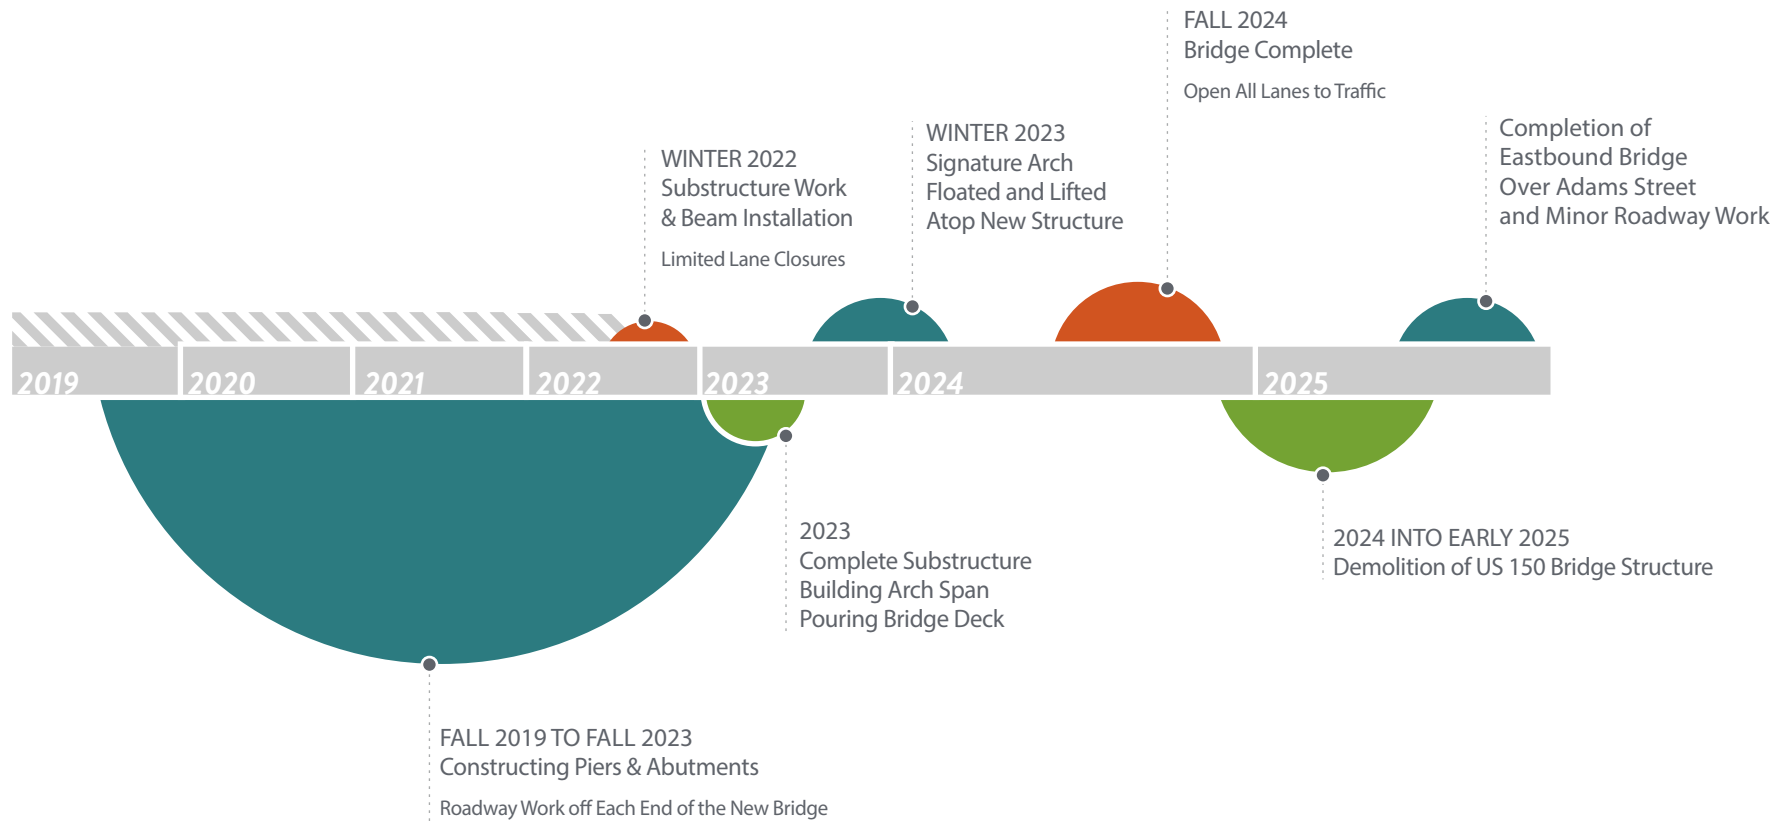 FALL 2024
Bridge Complete
Open All Lanes to Traffic
WINTER 2022
Substructure Work
& Beam Installation
Limited Lane Closures
WINTER 2023
Signature Arch
Floated and Lifted
Atop New Structure
Completion of
Eastbound Bridge
Over Adams Street
and Minor Roadway Work
2019 2020 2021 2022 2023 2024 2025
2023
Complete Substructure
Building Arch Span
Pouring Bridge Deck
2024 INTO EARLY 2025
Demolition of US 150 Bridge Structure
FALL 2019 TO FALL 2023
Constructing Piers & Abutments
Roadway Work off Each End of the New Bridge